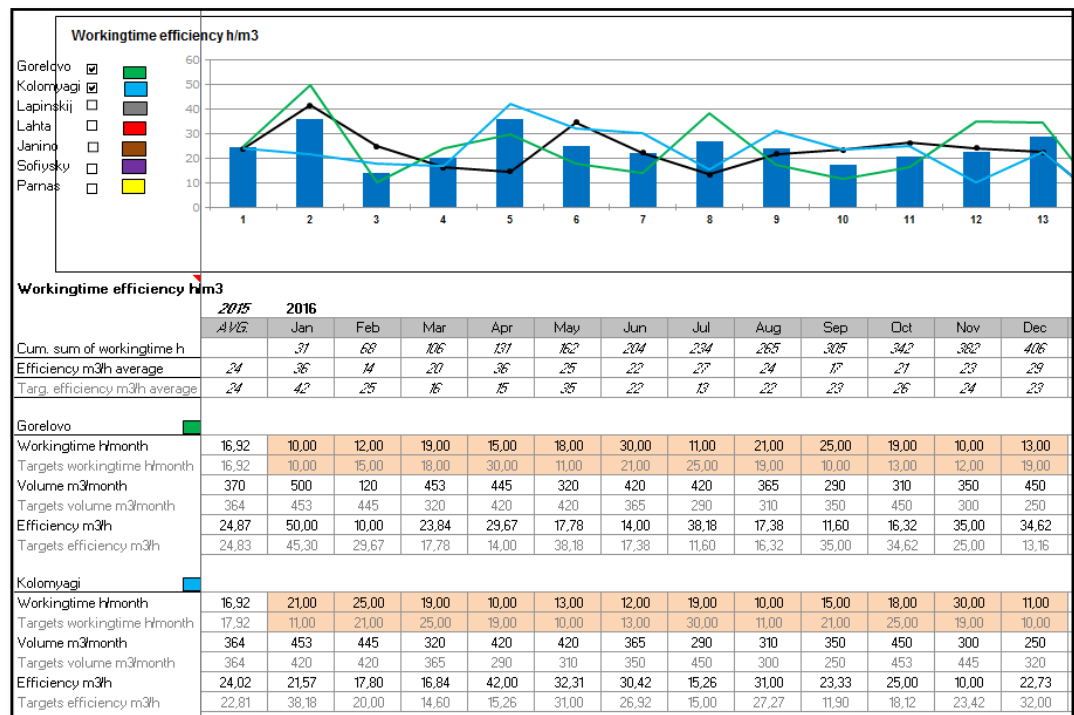 Workingtime efficiency h/m3
Gorelovo
Kolomyagi
Lapinskij
Lahta
Janino
Sofiysky
Parnas
60
50
40
30
20
10
0
1 2 3 4 5 6 7 8 9 10 11 12 13
Workingtime efficiency h/m3
2015 2016
AVG. Jan Feb Mar Apr May Jun Jul Aug Sep Oct Nov Dec
Cum. sum of workingtime h 31 68 106 131 162 204 234 265 305 342 382 406
Efficiency m3/h average 24 36 14 20 36 25 22 27 24 17 21 23 29
Targ. efficiency m3/h average 24 42 25 16 15 35 22 13 22 23 26 24 23
Gorelovo
Workingtime h/month 16,92 10,00 12,00 19,00 15,00 18,00 30,00 11,00 21,00 25,00 19,00 10,00 13,00
Targets workingtime h/month 16,92 10,00 15,00 18,00 30,00 11,00 21,00 25,00 19,00 10,00 13,00 12,00 19,00
Volume m3/month 370 500 120 453 445 320 420 420 365 290 310 350 450
Targets volume m3/month 364 453 445 320 420 420 365 290 310 350 450 300 250
Efficiency m3/h 24,87 50,00 10,00 23,84 29,67 17,78 14,00 38,18 17,38 11,60 16,32 35,00 34,62
Targets efficiency m3/h 24,83 45,30 29,67 17,78 14,00 38,18 17,38 11,60 16,32 35,00 34,62 25,00 13,16
Kolomyagi
Workingtime h/month 16,92 21,00 25,00 19,00 10,00 13,00 12,00 19,00 10,00 15,00 18,00 30,00 11,00
Targets workingtime h/month 17,92 11,00 21,00 25,00 19,00 10,00 13,00 30,00 11,00 21,00 25,00 19,00 10,00
Volume m3/month 364 453 445 320 420 420 365 290 310 350 450 300 250
Targets volume m3/month 364 420 420 365 290 310 350 450 300 250 453 445 320
Efficiency m3/h 24,02 21,57 17,80 16,84 42,00 32,31 30,42 15,26 31,00 23,33 25,00 10,00 22,73
Targets efficiency m3/h 22,81 38,18 20,00 14,60 15,26 31,00 26,92 15,00 27,27 11,90 18,12 23,42 32,00